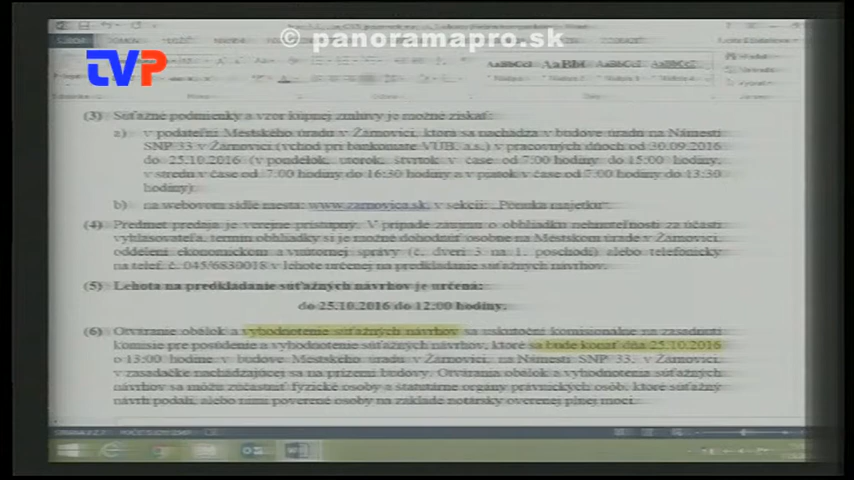 © panoramapro.sk
TVP
AaBbCcI AaBbC AaBbCcI AaBbCcI
(3) Súťažné podmienky a vzor kúpnej zmluvy je možné získať:
a) v podateľni Mestského úradu v Žarnovici, ktorá sa nachádza v budove úradu na Námestí
SNP 33 v Žarnovici (vchod pri bankomate VÚB, a.s.) v pracovných dňoch od 30.09.2016
do 25.10.2016 (v pondelok, utorok, štvrtok v čase od 7:00 hodiny do 15:00 hodiny,
v stredu v čase od 7:00 hodiny do 16:30 hodiny a v piatok v čase od 7:00 hodiny do 13:30
hodiny);
b) na webovom sídle mesta: www.zarnovica.sk, v sekcii: „Ponuka majetku“.
(4) Predmet predaja je verejne prístupný. V prípade záujmu o obhliadku nehnuteľnosti za účasti
vyhlasovateľa, termín obhliadky si je možné dohodnúť osobne na Mestskom úrade v Žarnovici,
oddelení ekonomickom a vnútornej správy (č. dverí 3 na 1. poschodí) alebo telefonicky
na telef. č. 045/6830018 v lehote určenej na predkladanie súťažných návrhov.
(5) Lehota na predkladanie súťažných návrhov je určená:
do 25.10.2016 do 12:00 hodiny.
(6) Otváranie obálok a vyhodnotenie súťažných návrhov sa uskutoční komisionálne na zasadnutí
komisie pre posúdenie a vyhodnotenie súťažných návrhov, ktoré sa bude konať dňa 25.10.2016
o 13:00 hodine v budove Mestského úradu v Žarnovici, na Námestí SNP 33, v Žarnovici,
v zasadačke nachádzajúcej sa na prízemí budovy. Otvárania obálok a vyhodnotenia súťažných
návrhov sa môžu zúčastniť fyzické osoby a štatutárne orgány právnických osôb, ktoré súťažný
návrh podali, alebo nimi poverené osoby na základe notársky overenej plnej moci.